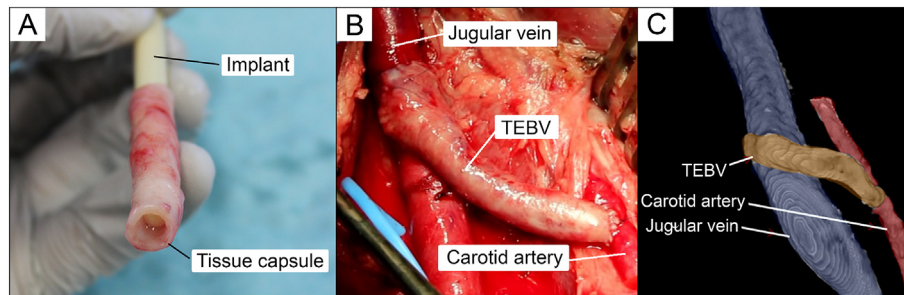 A
Implant
Tissue capsule
B
Jugular vein
TEBV
Carotid artery
C
TEBV
Carotid artery
Jugular vein